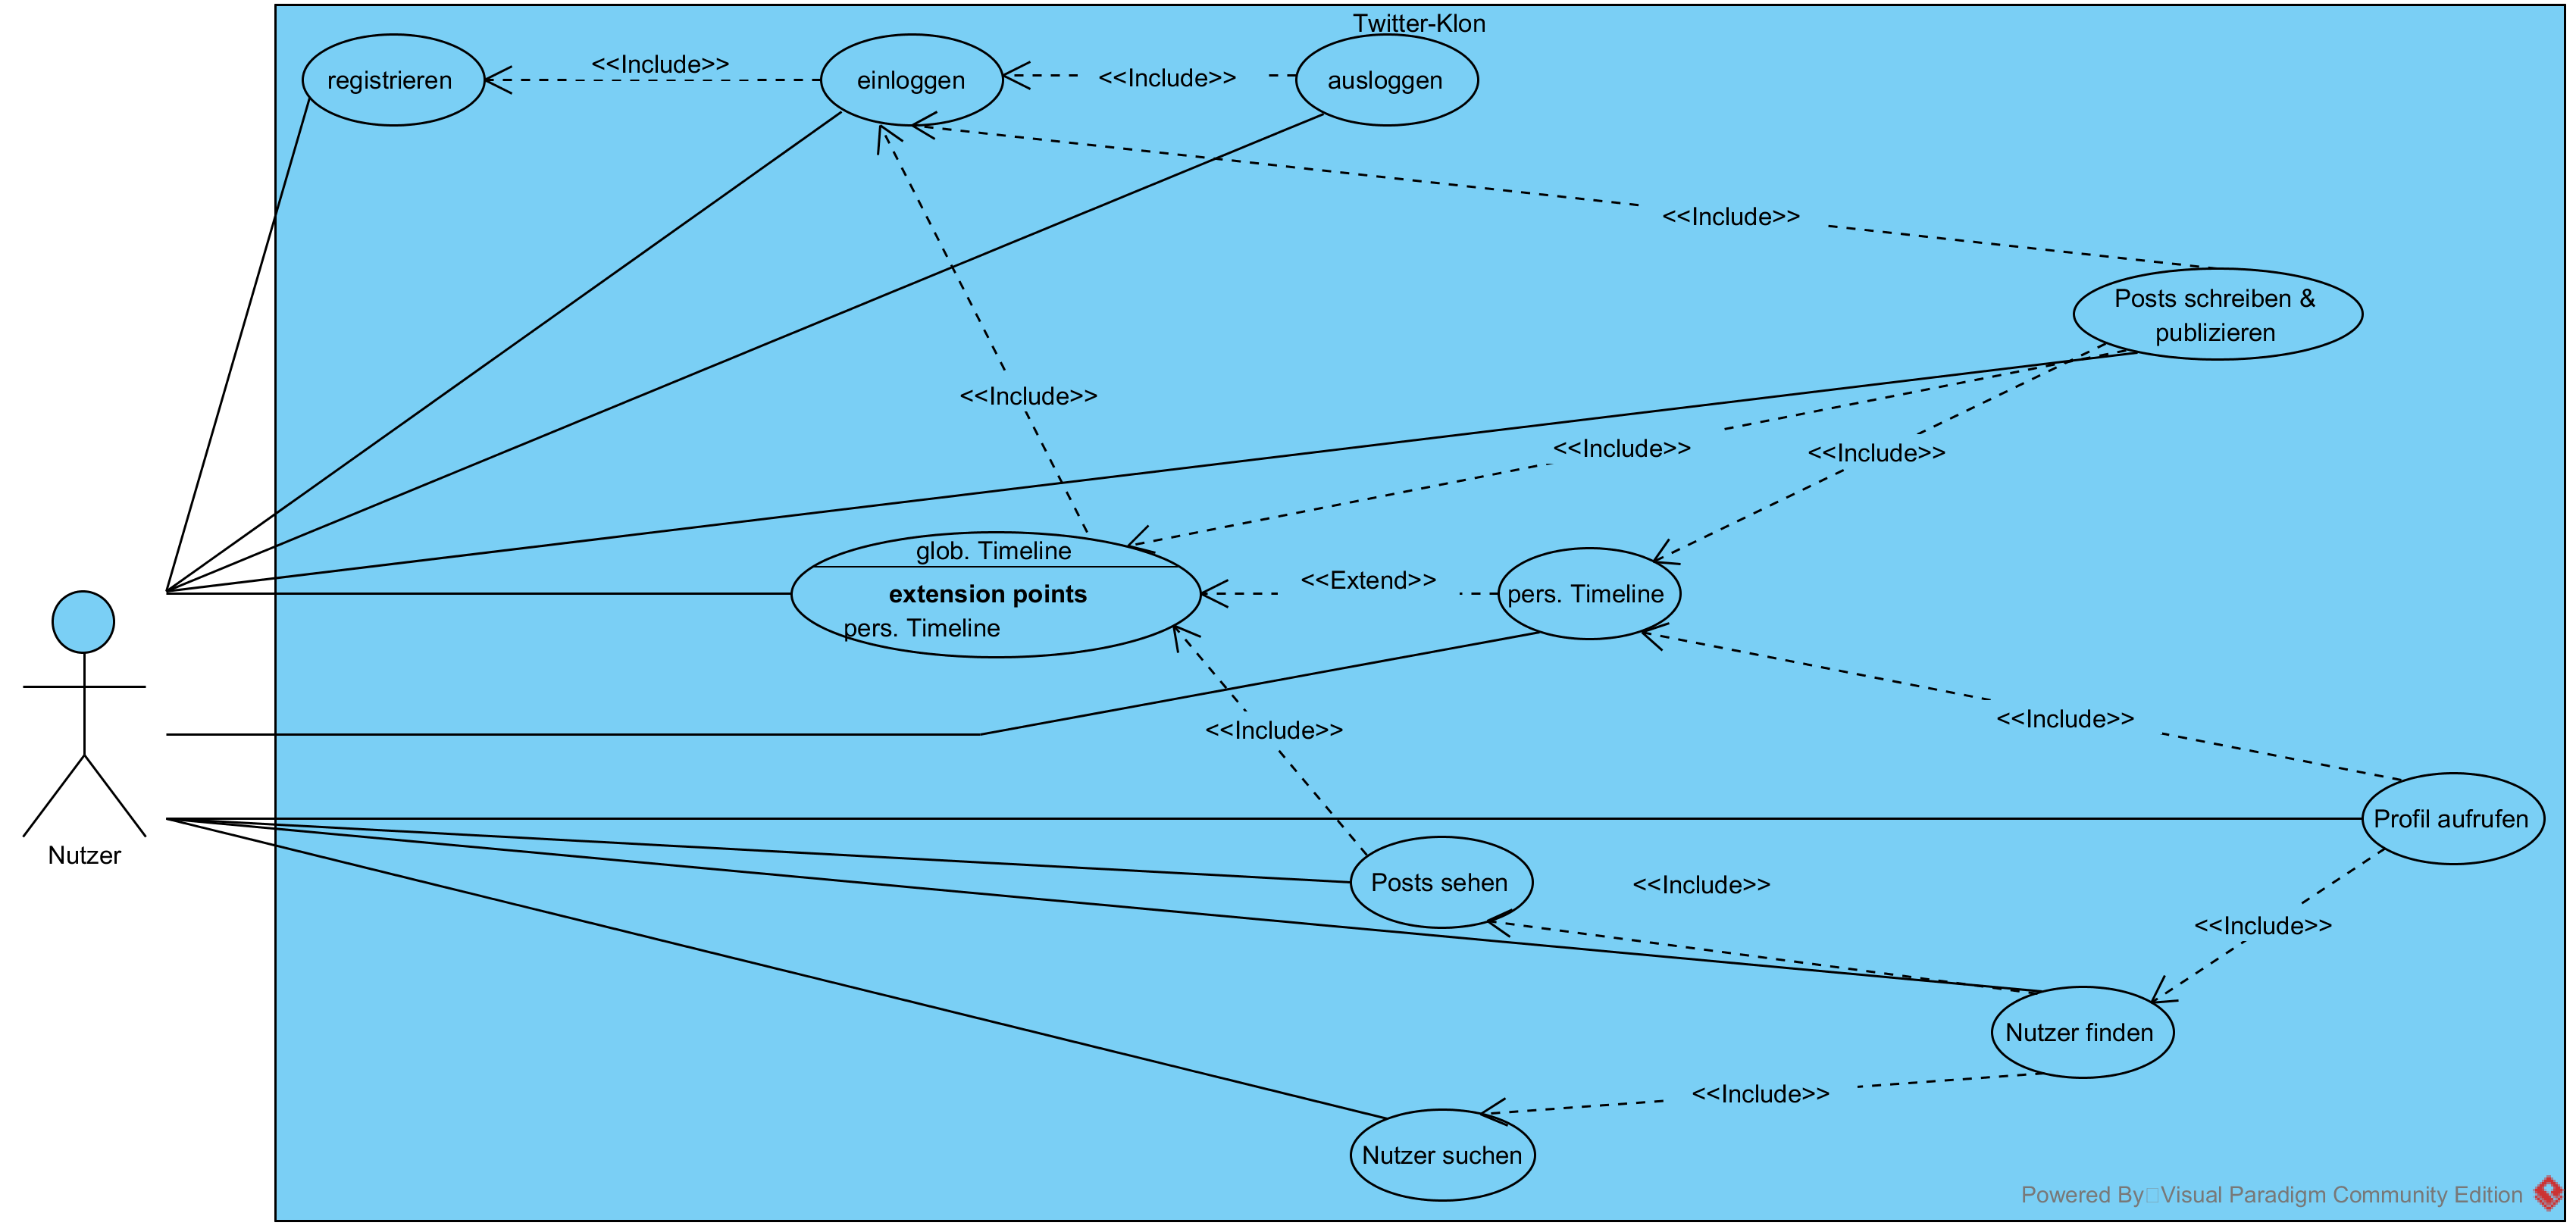 Twitter-Klon
registrieren
<<Include>>
einloggen
<<Include>>
ausloggen
<<Include>>
Posts schreiben &
publizieren
<<Include>>
<<Include>>
<<Include>>
glob. Timeline
extension points
pers. Timeline
<<Extend>>
pers. Timeline
<<Include>>
<<Include>>
Nutzer
Profil aufrufen
Posts sehen
<<Include>>
<<Include>>
Nutzer finden
<<Include>>
Nutzer suchen
Powered By Visual Paradigm Community Edition